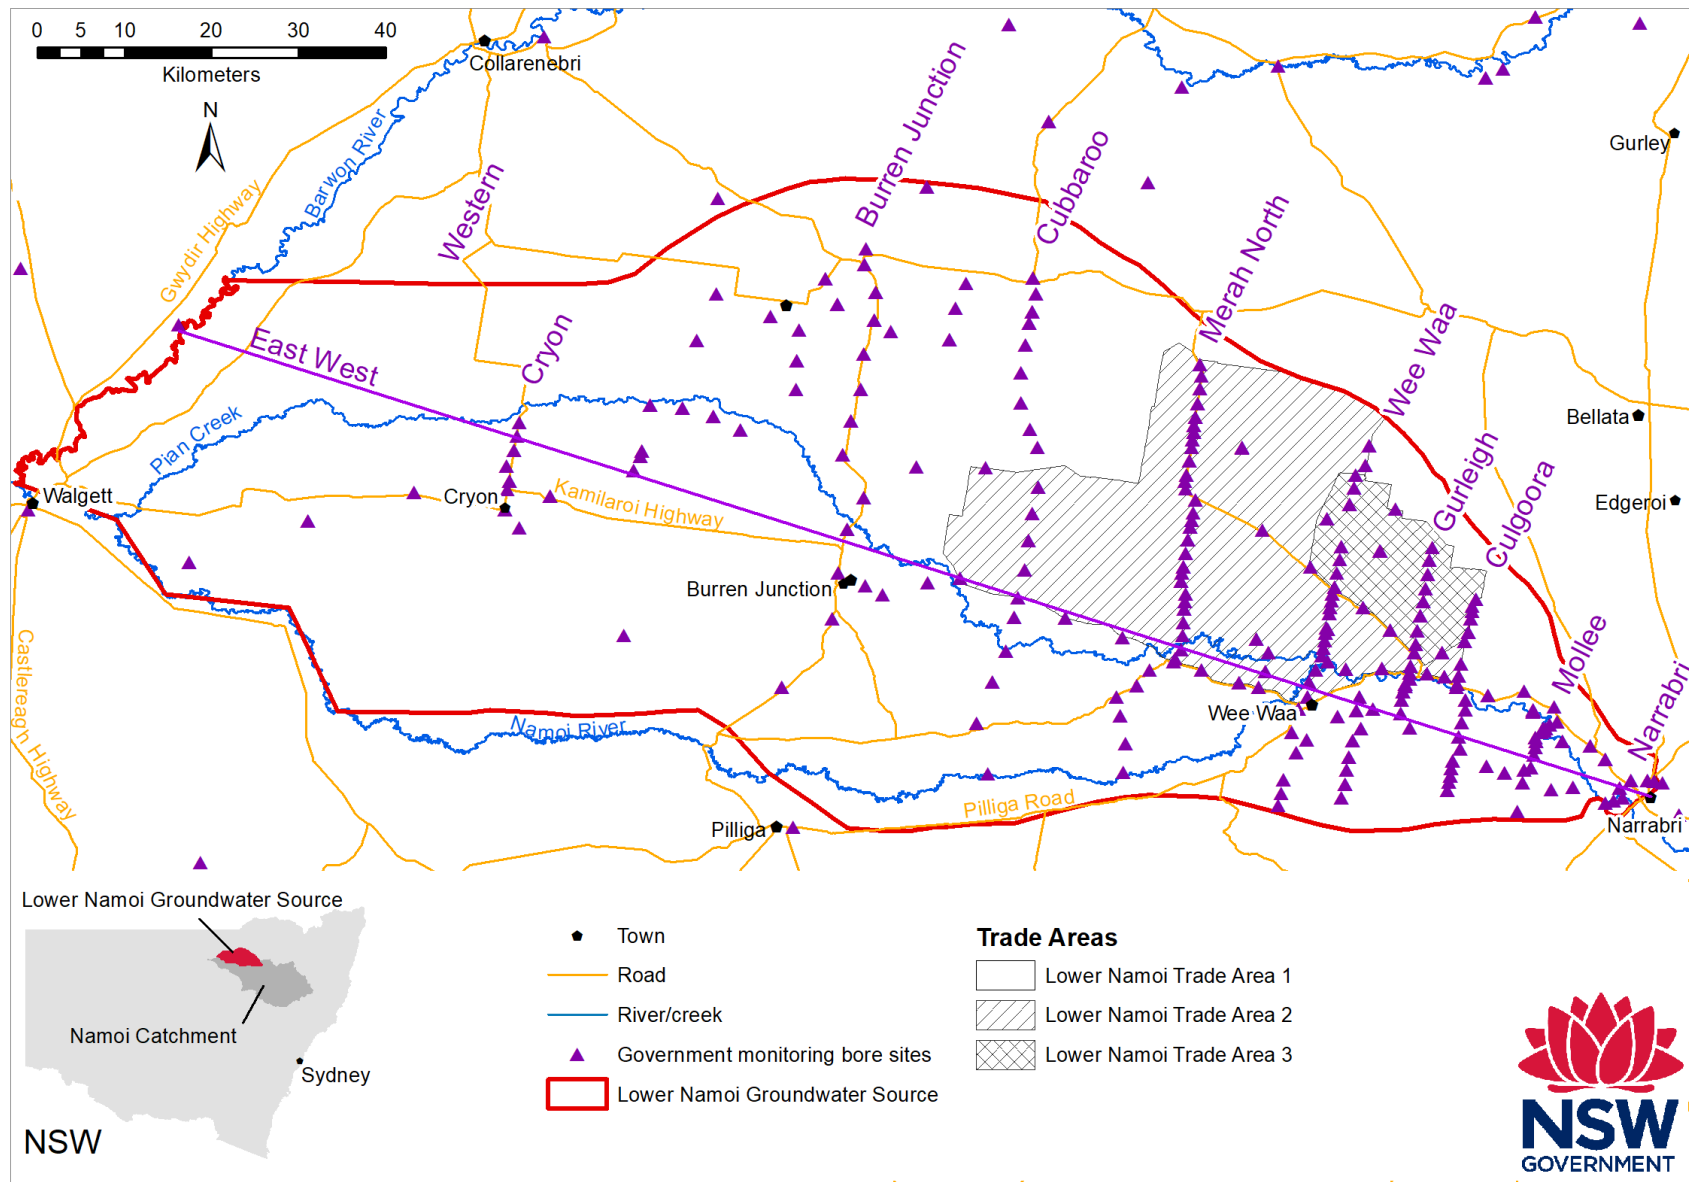 0 5 10 20 30 40
Kilometers
N
Collarenebri
Barwon River
Gwydir Highway
Western
Burren Junction
Cubbaroo
Merah North
Wee Waa
Gurleigh
Culgoora
Mollee
Narrabri
Gurley
Bellata
Edgeroi
East West
Cryon
Pian Creek
Walgett
Cryon
Kamilaroi Highway
Burren Junction
Castlereagh Highway
Namoi River
Wee Waa
Pilliga Road
Pilliga
Narrabri
Lower Namoi Groundwater Source
Namoi Catchment
Sydney
NSW
Town
Road
River/creek
Government monitoring bore sites
Lower Namoi Groundwater Source
Trade Areas
Lower Namoi Trade Area 1
Lower Namoi Trade Area 2
Lower Namoi Trade Area 3
NSW
GOVERNMENT